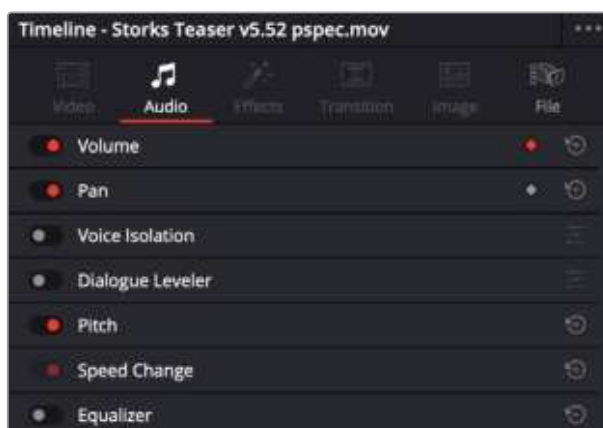 Timeline - Storks Teaser v5.52 pspec.mov
Video Audio Effects Transition Image File
Volume
Pan
Voice Isolation
Dialogue Leveler
Pitch
Speed Change
Equalizer